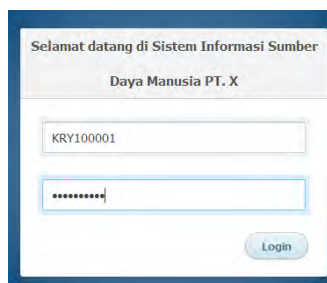 Selamat datang di Sistem Informasi Sumber
Daya Manusia PT. X
KRY100001
••••••••••
Login